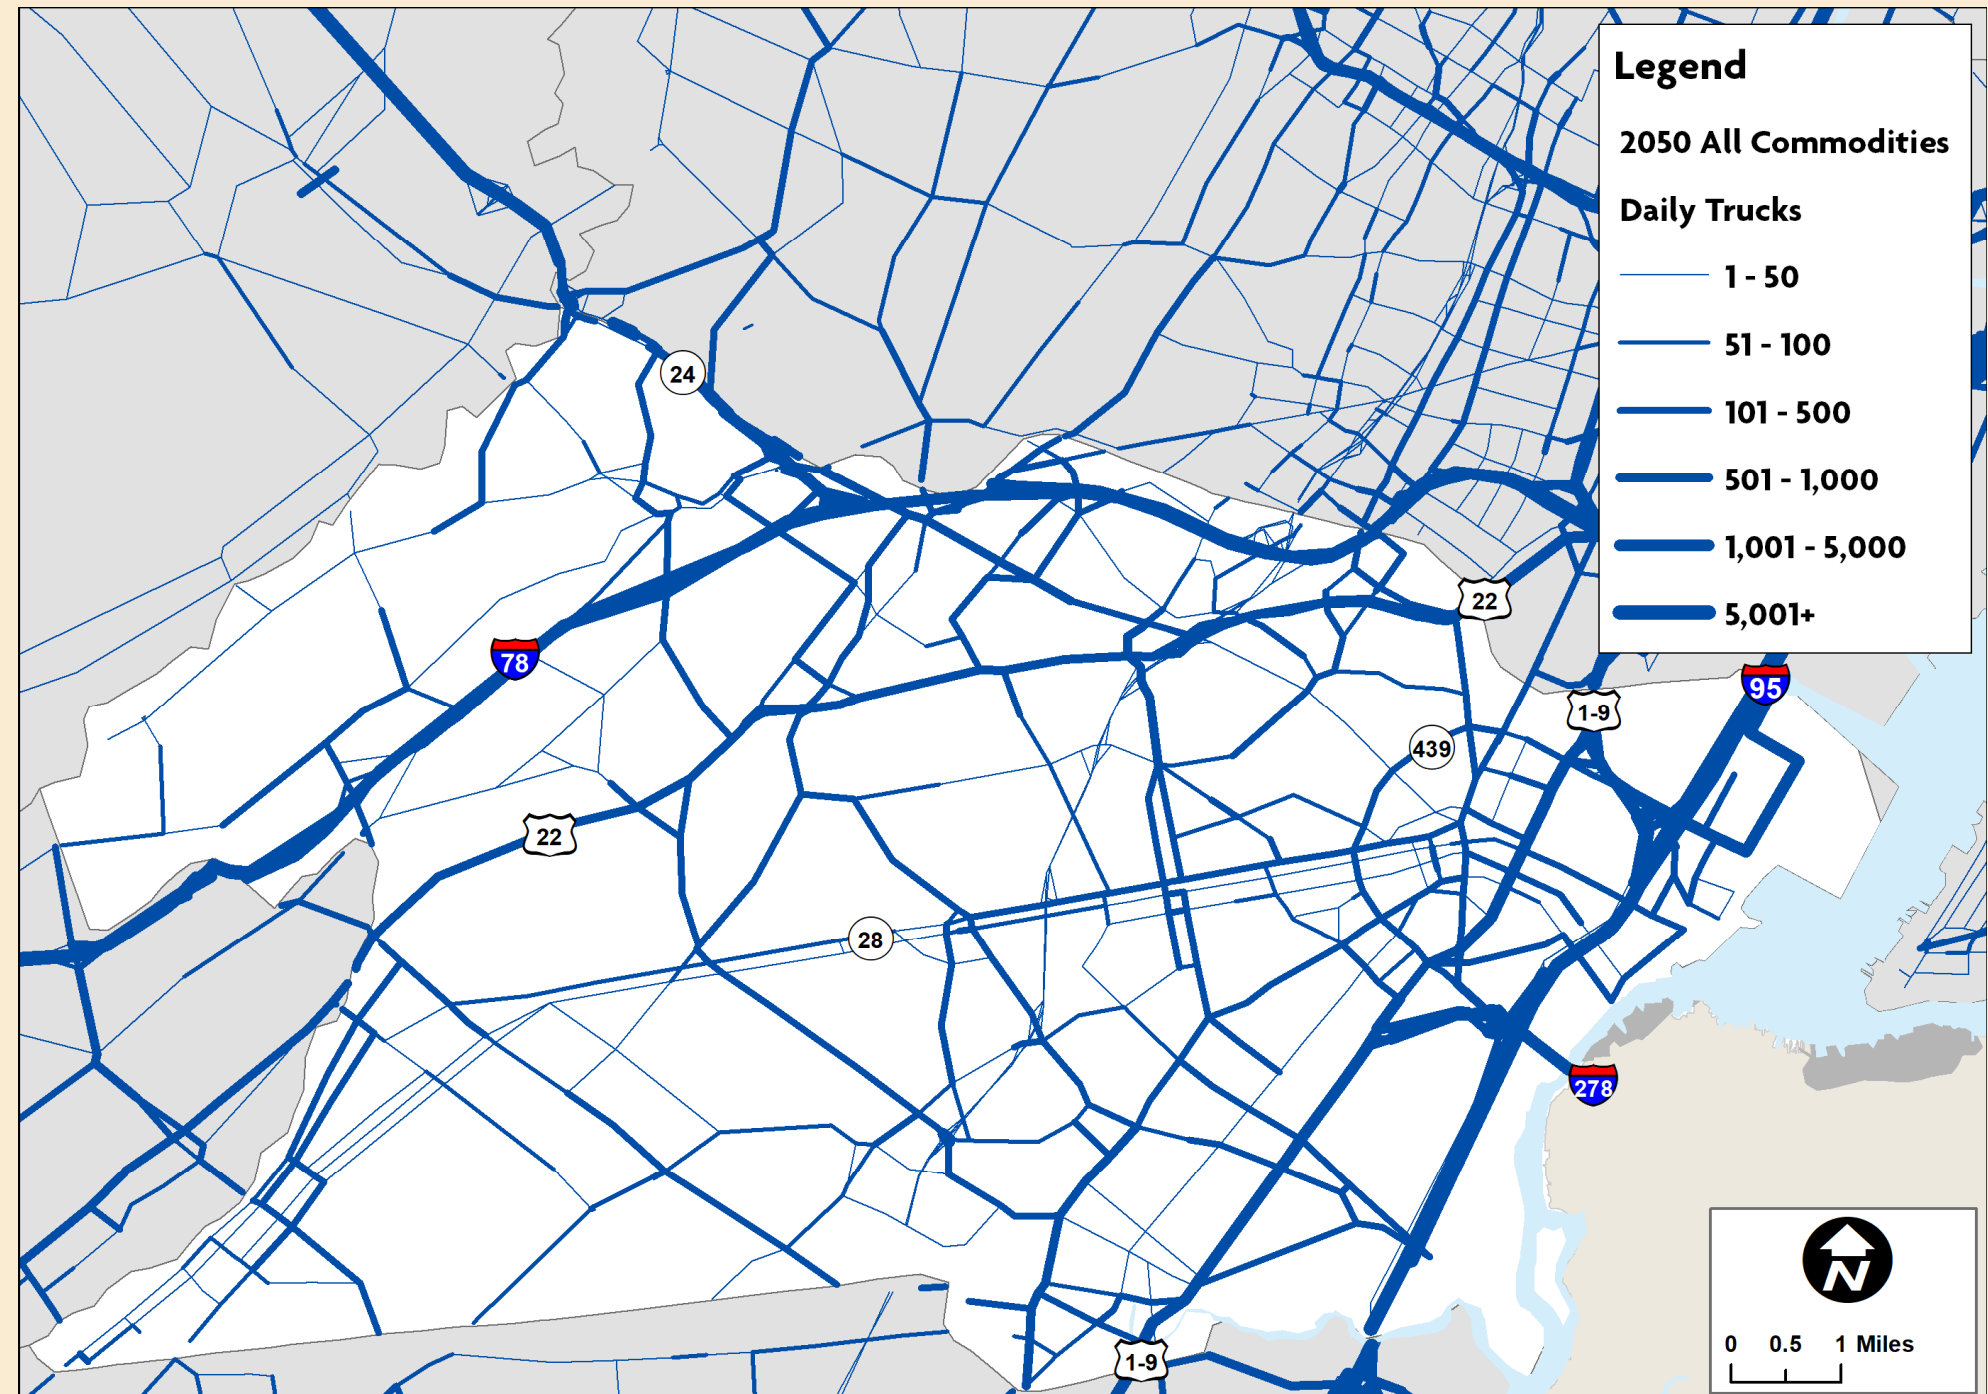 Legend
2050 All Commodities
Daily Trucks
1 - 50
51 - 100
101 - 500
501 - 1,000
1,001 - 5,000
5,001+
24
22
78
95
1-9
439
22
28
278
1-9
N
0 0.5 1 Miles